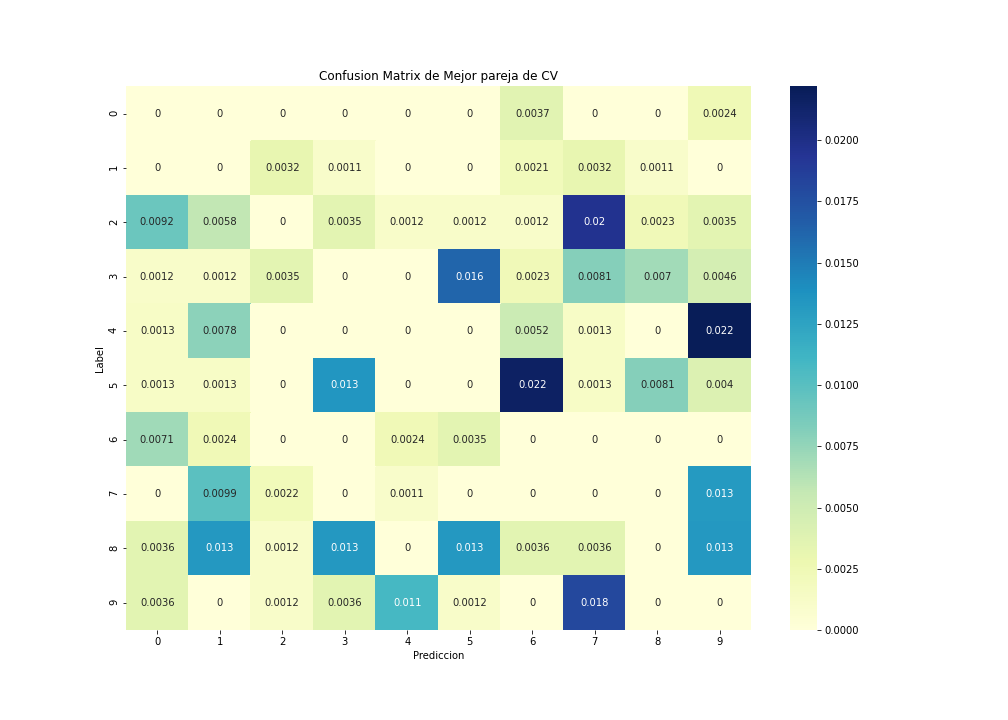 Confusion Matrix de Mejor pareja de CV
0 0 0 0 0 0 0 0.0037 0 0 0.0024
1 0 0 0.0032 0.0011 0 0 0.0021 0.0032 0.0011 0
2 0.0092 0.0058 0 0.0035 0.0012 0.0012 0.0012 0.02 0.0023 0.0035
3 0.0012 0.0012 0.0035 0 0 0.016 0.0023 0.0081 0.007 0.0046
4 0.0013 0.0078 0 0 0 0 0.0052 0.0013 0 0.022
5 0.0013 0.0013 0 0.013 0 0 0.022 0.0013 0.0081 0.004
6 0.0071 0.0024 0 0 0.0024 0.0035 0 0 0 0
7 0 0.0099 0.0022 0 0.0011 0 0 0 0 0.013
8 0.0036 0.013 0.0012 0.013 0 0.013 0.0036 0.0036 0 0.013
9 0.0036 0 0.0012 0.0036 0.011 0.0012 0 0.018 0 0
0 1 2 3 4 5 6 7 8 9
Label
Prediccion
0.0200
0.0175
0.0150
0.0125
0.0100
0.0075
0.0050
0.0025
0.0000